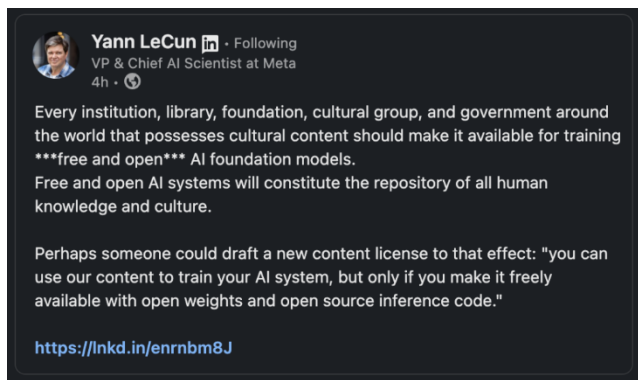 Yann LeCun in · Following
VP & Chief AI Scientist at Meta
4h ·
Every institution, library, foundation, cultural group, and government around
the world that possesses cultural content should make it available for training
***free and open*** AI foundation models.
Free and open AI systems will constitute the repository of all human
knowledge and culture.
Perhaps someone could draft a new content license to that effect: "you can
use our content to train your AI system, but only if you make it freely
available with open weights and open source inference code."
https://lnkd.in/enrnbm8J